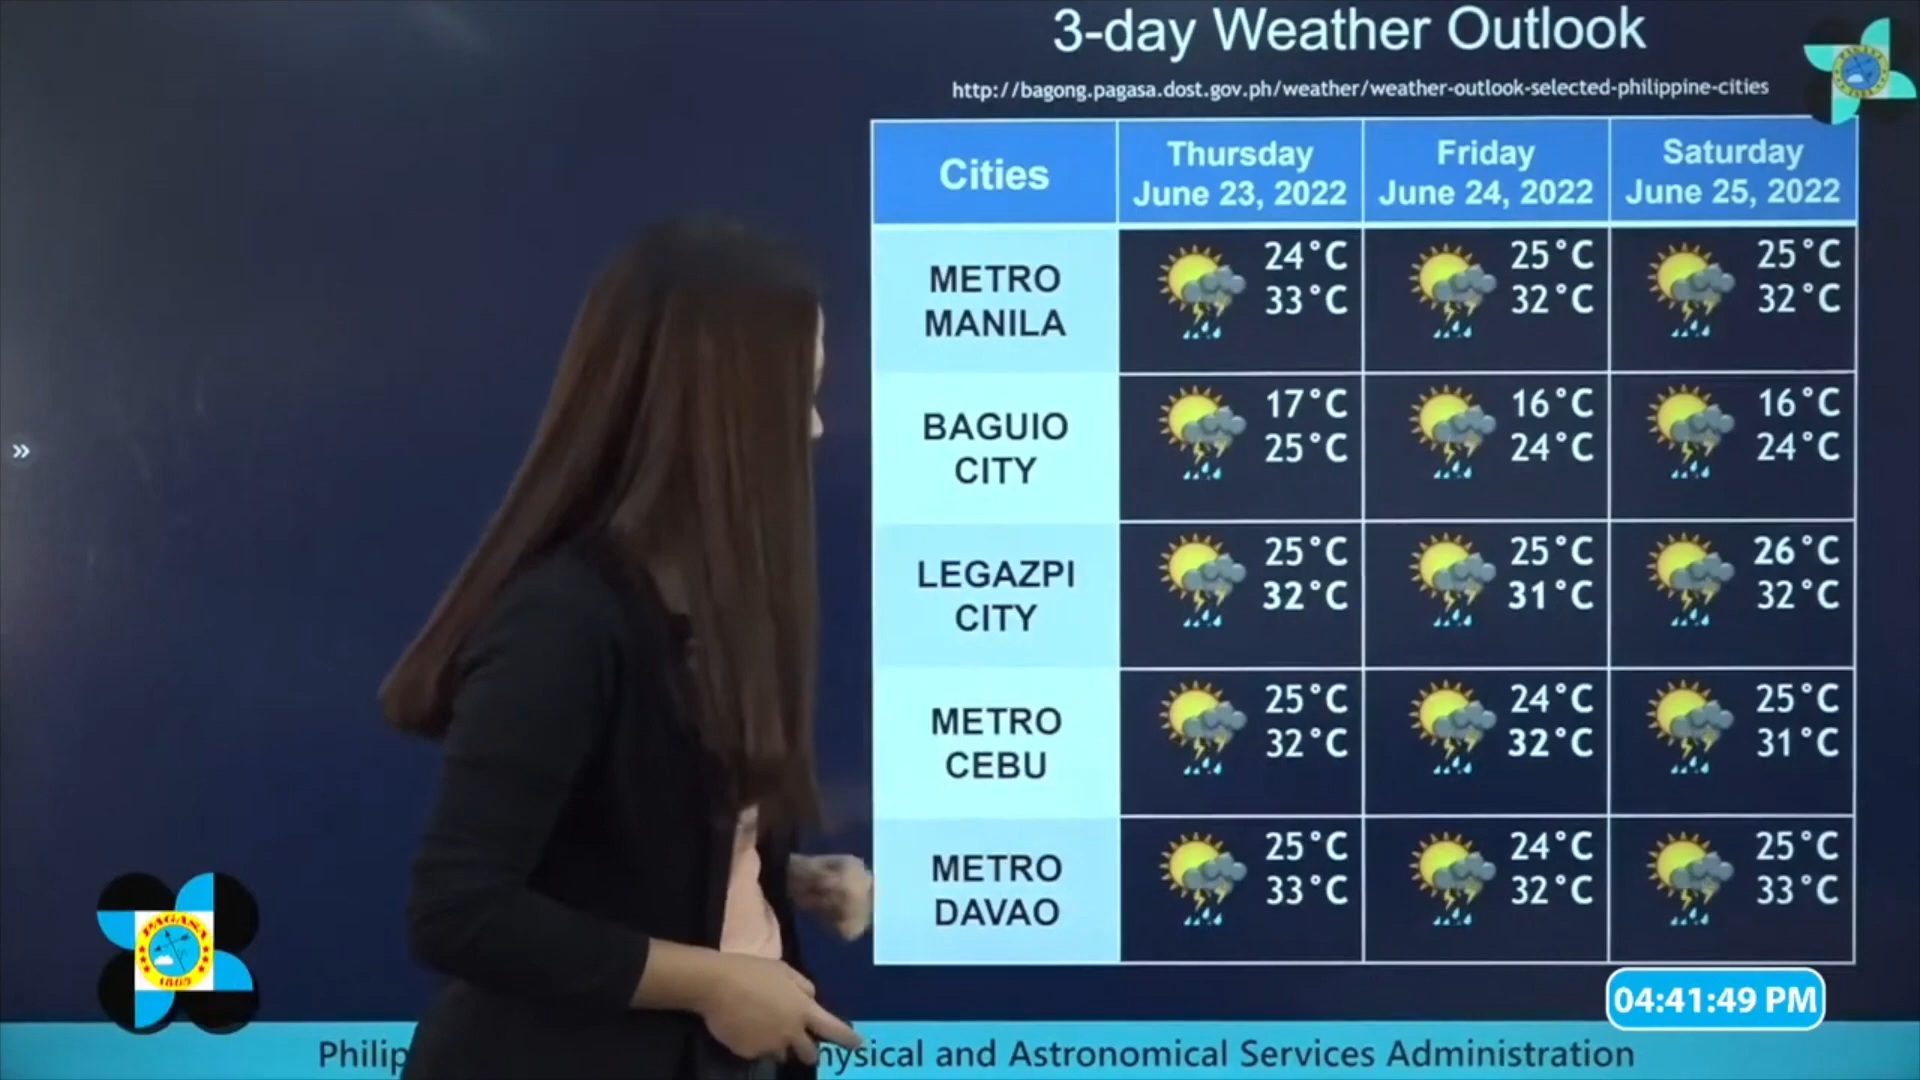 3-day Weather Outlook
http://bagong.pagasa.dost.gov.ph/weather/weather-outlook-selected-philippine-cities
Cities
Thursday
June 23, 2022
Friday
June 24, 2022
Saturday
June 25, 2022
METRO
MANILA
24°C
33°C
25°C
32°C
25°C
32°C
BAGUIO
CITY
17°C
25°C
16°C
24°C
16°C
24°C
LEGAZPI
CITY
25°C
32°C
25°C
31°C
26°C
32°C
METRO
CEBU
25°C
32°C
24°C
32°C
25°C
31°C
METRO
DAVAO
25°C
33°C
24°C
32°C
25°C
33°C
»
PAGASA
1865
04:41:49 PM
Philip hysical and Astronomical Services Administration